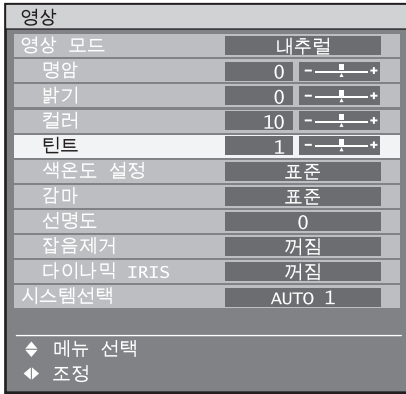 영상
영상 모드 내추럴
명암 0 - +
밝기 0 - +
컬러 10 - +
틴트 1 - +
색온도 설정 표준
감마 표준
선명도 0
잡음제거 꺼짐
다이나믹 IRIS 꺼짐
시스템선택 AUTO 1
메뉴 선택
조정